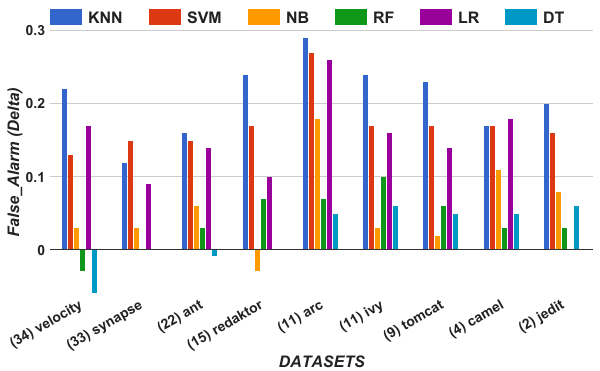 KNN SVM NB RF LR DT
0.3
0.2
0.1
0
False_Alarm (Delta)
(34) velocity
(33) synapse
(22) ant
(15) redaktor
(11) arc
(11) ivy
(9) tomcat
(4) camel
(2) jedit
DATASETS